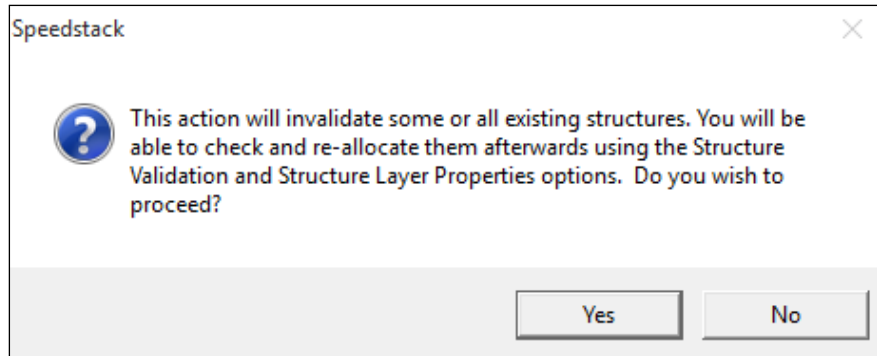 Speedstack
This action will invalidate some or all existing structures. You will
be able to check and re-allocate them afterwards using the Structure
Validation and Structure Layer Properties options.  Do you wish to
proceed?
Yes
No